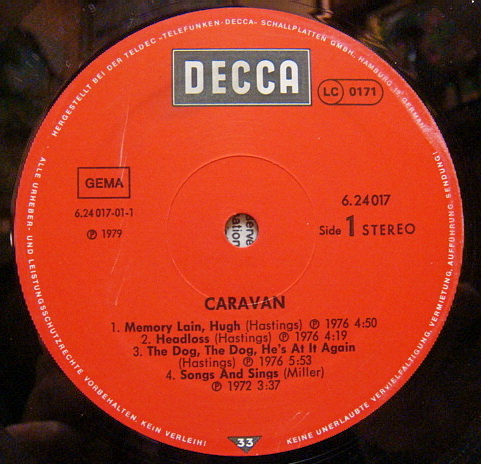 HERGESTELLT BEI DER TELDEC »TELEFUNKEN-DECCA« SCHALLPLATTEN GMBH, HAMBURG 19 GERMANY
DECCA
LC 0171
GEMA
6.24017-01-1
℗ 1979
6.24017
Side 1 STEREO
serve
ation
CARAVAN
1. Memory Lain, Hugh (Hastings) ℗ 1976 4:50
2. Headloss (Hastings) ℗ 1976 4:19
3. The Dog, The Dog, He's At It Again
(Hastings) ℗ 1976 5:53
4. Songs And Sings (Miller)
℗ 1972 3:37
33
ALLE URHEBER- UND LEISTUNGSSCHUTZRECHTE VORBEHALTEN. KEIN VERLEIH!
KEINE UNERLAUBTE VERVIELFÄLTIGUNG, VERMIETUNG, AUFFÜHRUNG, SENDUNG!